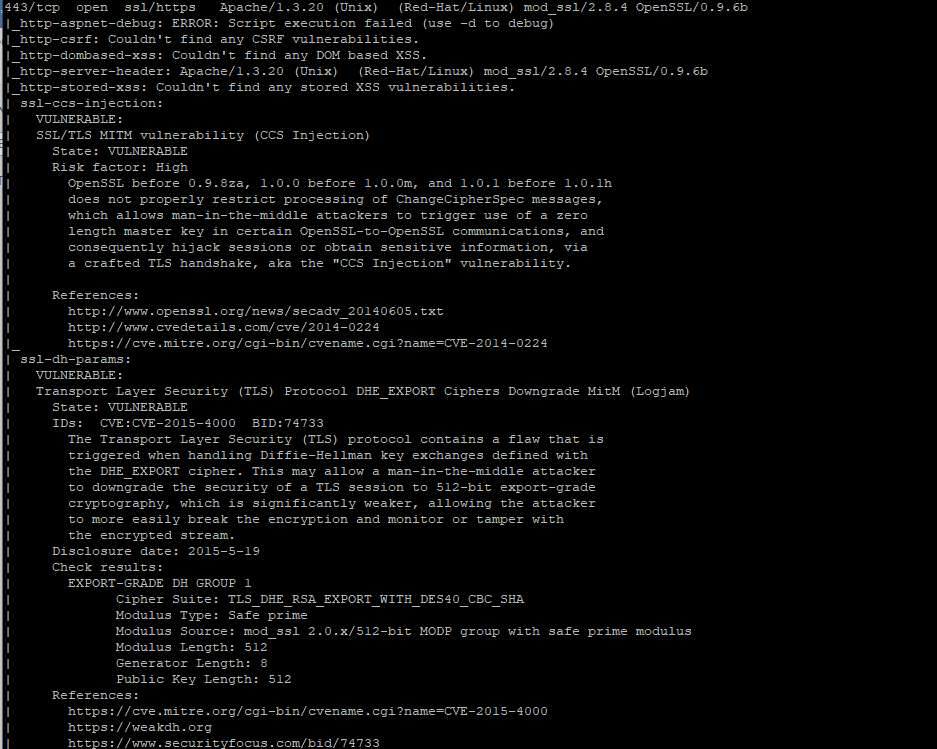 443/tcp  open  ssl/https   Apache/1.3.20 (Unix)  (Red-Hat/Linux) mod_ssl/2.8.4 OpenSSL/0.9.6b
|_http-aspnet-debug: ERROR: Script execution failed (use -d to debug)
|_http-csrf: Couldn't find any CSRF vulnerabilities.
|_http-dombased-xss: Couldn't find any DOM based XSS.
|_http-server-header: Apache/1.3.20 (Unix)  (Red-Hat/Linux) mod_ssl/2.8.4 OpenSSL/0.9.6b
|_http-stored-xss: Couldn't find any stored XSS vulnerabilities.
| ssl-ccs-injection:
|   VULNERABLE:
|   SSL/TLS MITM vulnerability (CCS Injection)
|     State: VULNERABLE
|     Risk factor: High
|       OpenSSL before 0.9.8za, 1.0.0 before 1.0.0m, and 1.0.1 before 1.0.1h
|       does not properly restrict processing of ChangeCipherSpec messages,
|       which allows man-in-the-middle attackers to trigger use of a zero
|       length master key in certain OpenSSL-to-OpenSSL communications, and
|       consequently hijack sessions or obtain sensitive information, via
|       a crafted TLS handshake, aka the "CCS Injection" vulnerability.
|
|     References:
|       http://www.openssl.org/news/secadv_20140605.txt
|       http://www.cvedetails.com/cve/2014-0224
|_      https://cve.mitre.org/cgi-bin/cvename.cgi?name=CVE-2014-0224
| ssl-dh-params:
|   VULNERABLE:
|   Transport Layer Security (TLS) Protocol DHE_EXPORT Ciphers Downgrade MitM (Logjam)
|     State: VULNERABLE
|     IDs:  CVE:CVE-2015-4000  BID:74733
|       The Transport Layer Security (TLS) protocol contains a flaw that is
|       triggered when handling Diffie-Hellman key exchanges defined with
|       the DHE_EXPORT cipher. This may allow a man-in-the-middle attacker
|       to downgrade the security of a TLS session to 512-bit export-grade
|       cryptography, which is significantly weaker, allowing the attacker
|       to more easily break the encryption and monitor or tamper with
|       the encrypted stream.
|     Disclosure date: 2015-5-19
|     Check results:
|       EXPORT-GRADE DH GROUP 1
|             Cipher Suite: TLS_DHE_RSA_EXPORT_WITH_DES40_CBC_SHA
|             Modulus Type: Safe prime
|             Modulus Source: mod_ssl 2.0.x/512-bit MODP group with safe prime modulus
|             Modulus Length: 512
|             Generator Length: 8
|             Public Key Length: 512
|     References:
|       https://cve.mitre.org/cgi-bin/cvename.cgi?name=CVE-2015-4000
|       https://weakdh.org
|       https://www.securityfocus.com/bid/74733